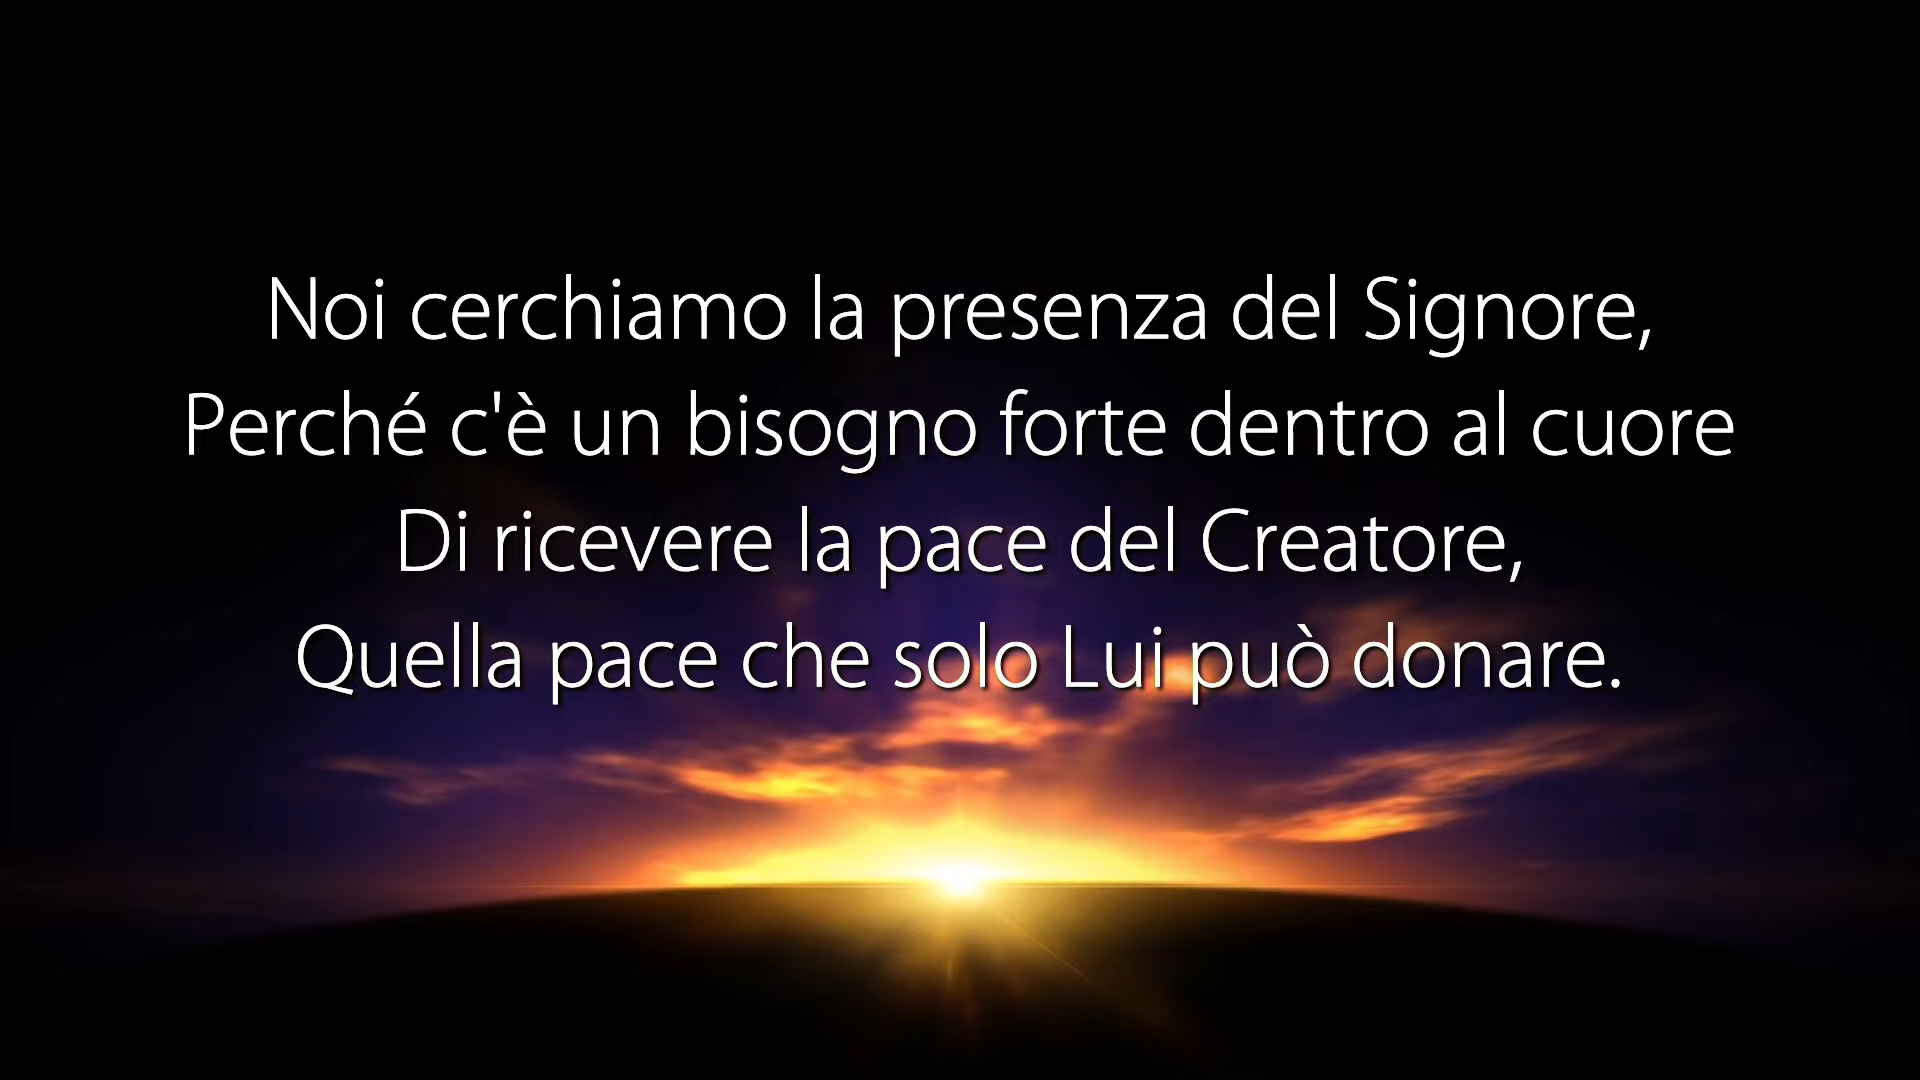 Noi cerchiamo la presenza del Signore,
Perché c'è un bisogno forte dentro al cuore
Di ricevere la pace del Creatore,
Quella pace che solo Lui può donare.